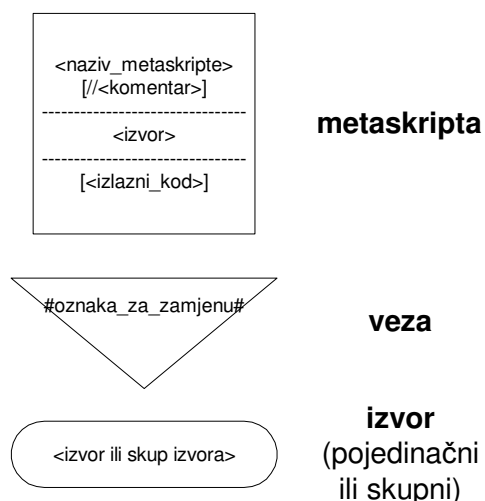 <naziv_metaskripte>
[//<komentar>]
--------------------------------
<izvor>
--------------------------------
[<izlazni_kod>]
metaskripta
#oznaka_za_zamjenu#
veza
<izvor ili skup izvora>
izvor
(pojedinačni
ili skupni)